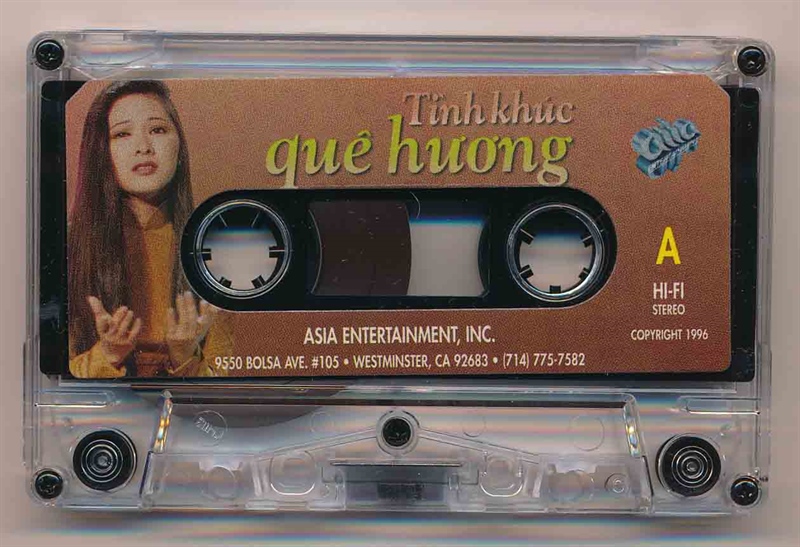 Tình khúc
quê hương
asia
A
HI-FI
STEREO
COPYRIGHT 1996
ASIA ENTERTAINMENT, INC.
9550 BOLSA AVE. #105 • WESTMINSTER, CA 92683 • (714) 775-7582